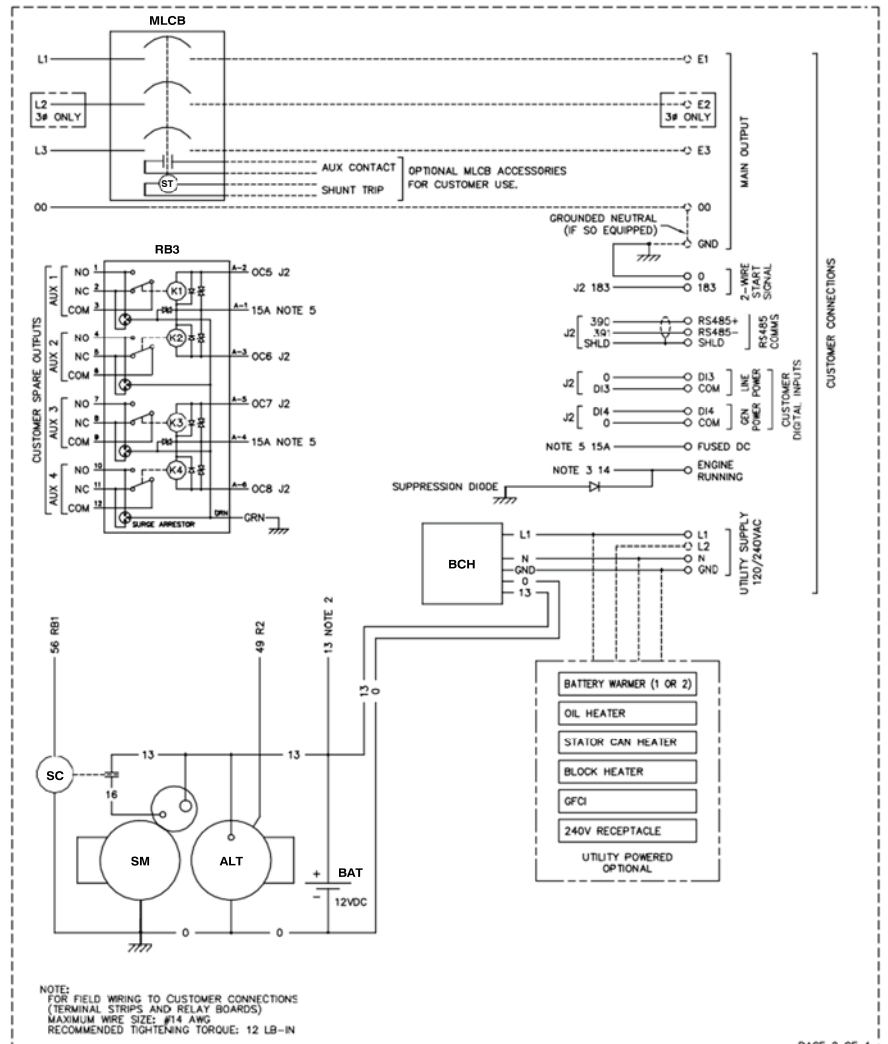 MLCB
L1
E1
L2
3ø ONLY
E2
3ø ONLY
L3
E3
AUX CONTACT
ST
SHUNT TRIP
OPTIONAL MLCB ACCESSORIES
FOR CUSTOMER USE.
00
00
MAIN OUTPUT
GROUNDED NEUTRAL
(IF SO EQUIPPED)
GND
0
J2 183
183
2-WIRE
START
SIGNAL
390
RS485+
J2
391
RS485-
SHLD
SHLD
RS485
COMMS
J2
0
DI3
DI3
COM
LINE
POWER
J2
DI4
DI4
0
COM
GEN
POWER
CUSTOMER
DIGITAL INPUTS
NOTE 5 15A
FUSED DC
NOTE 3 14
ENGINE
RUNNING
SUPPRESSION DIODE
CUSTOMER CONNECTIONS
RB3
CUSTOMER SPARE OUTPUTS
AUX 1
NO 1
NC 2
COM 3
K1
A-2 OC5 J2
A-1 15A NOTE 5
AUX 2
NO 4
NC 5
COM 6
K2
A-3 OC6 J2
AUX 3
NO 7
NC 8
COM 9
K3
A-5 OC7 J2
A-4 15A NOTE 5
AUX 4
NO 10
NC 11
COM 12
K4
A-6 OC8 J2
SURGE ARRESTOR
GRN
GRN
BCH
L1
N
GND
0
13
L1
L2
N
GND
UTILITY SUPPLY
120/240VAC
56 RB1
49 R2
13 NOTE 2
13
0
13
13
SC
16
SM
ALT
+
BAT
-
12VDC
0
0
BATTERY WARMER (1 OR 2)
OIL HEATER
STATOR CAN HEATER
BLOCK HEATER
GFCI
240V RECEPTACLE
UTILITY POWERED
OPTIONAL
NOTE:
FOR FIELD WIRING TO CUSTOMER CONNECTIONS
(TERMINAL STRIPS AND RELAY BOARDS)
MAXIMUM WIRE SIZE: #14 AWG
RECOMMENDED TIGHTENING TORQUE: 12 LB-IN